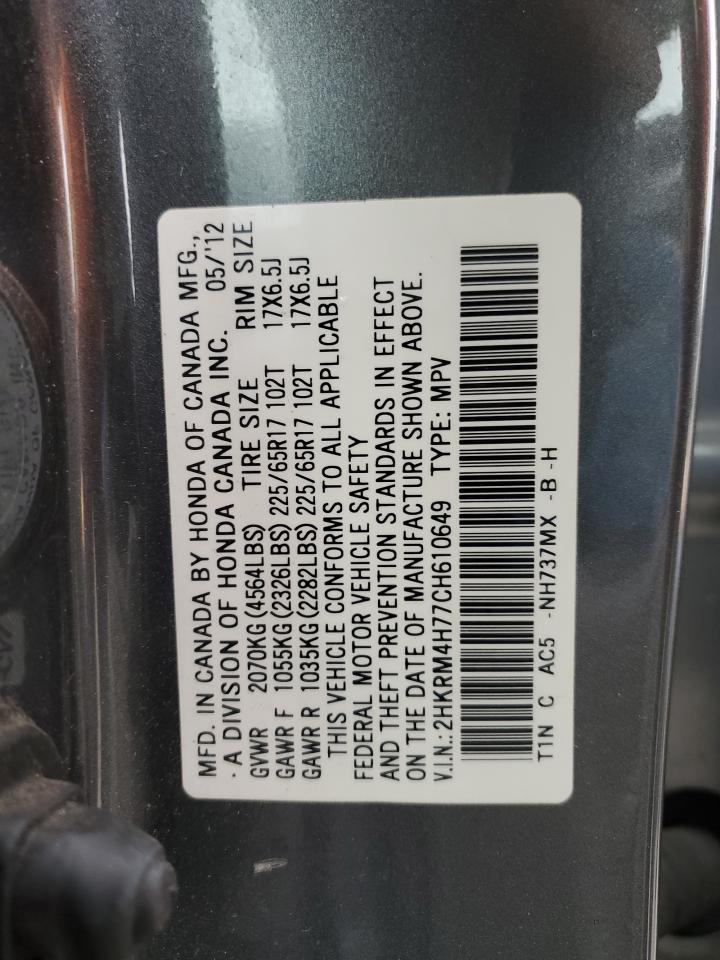 MFD. IN CANADA BY HONDA OF CANADA MFG.,
· A DIVISION OF HONDA CANADA INC. 05/'12
GVWR 2070KG (4564LBS) TIRE SIZE RIM SIZE
GAWR F 1055KG (2326LBS) 225/65R17 102T 17X6.5J
GAWR R 1035KG (2282LBS) 225/65R17 102T 17X6.5J
THIS VEHICLE CONFORMS TO ALL APPLICABLE
FEDERAL MOTOR VEHICLE SAFETY
AND THEFT PREVENTION STANDARDS IN EFFECT
ON THE DATE OF MANUFACTURE SHOWN ABOVE.
V.I.N.: 2HKRM4H77CH610649 TYPE: MPV
T1N C AC5 -NH737MX -B -H